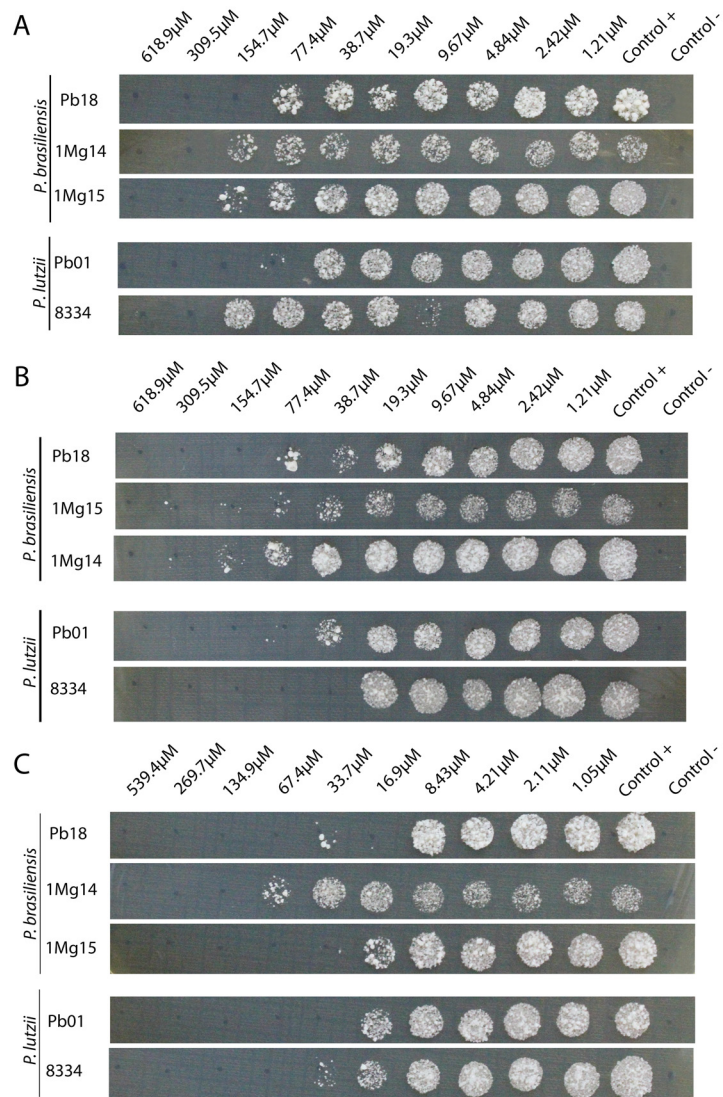 A
618.9µM 309.5µM 154.7µM 77.4µM 38.7µM 19.3µM 9.67µM 4.84µM 2.42µM 1.21µM Control + Control -
P. brasiliensis
Pb18
1Mg14
1Mg15
P. lutzii
Pb01
8334
B
618.9µM 309.5µM 154.7µM 77.4µM 38.7µM 19.3µM 9.67µM 4.84µM 2.42µM 1.21µM Control + Control -
P. brasiliensis
Pb18
1Mg15
1Mg14
P. lutzii
Pb01
8334
C
539.4µM 269.7µM 134.9µM 67.4µM 33.7µM 16.9µM 8.43µM 4.21µM 2.11µM 1.05µM Control + Control-
P. brasiliensis
Pb18
1Mg14
1Mg15
P. lutzii
Pb01
8334